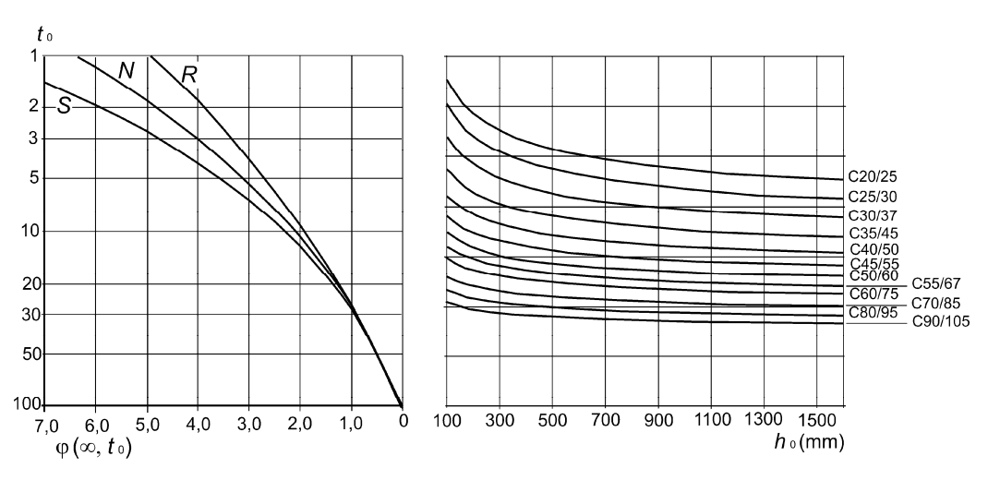 t 0
1
N
R
2
S
3
5
10
20
30
50
100
7,0 6,0 5,0 4,0 3,0 2,0 1,0 0
φ (∞, t 0)
C20/25
C25/30
C30/37
C35/45
C40/50
C45/55
C50/60
C55/67
C60/75
C70/85
C80/95
C90/105
100 300 500 700 900 1100 1300 1500
h 0 (mm)